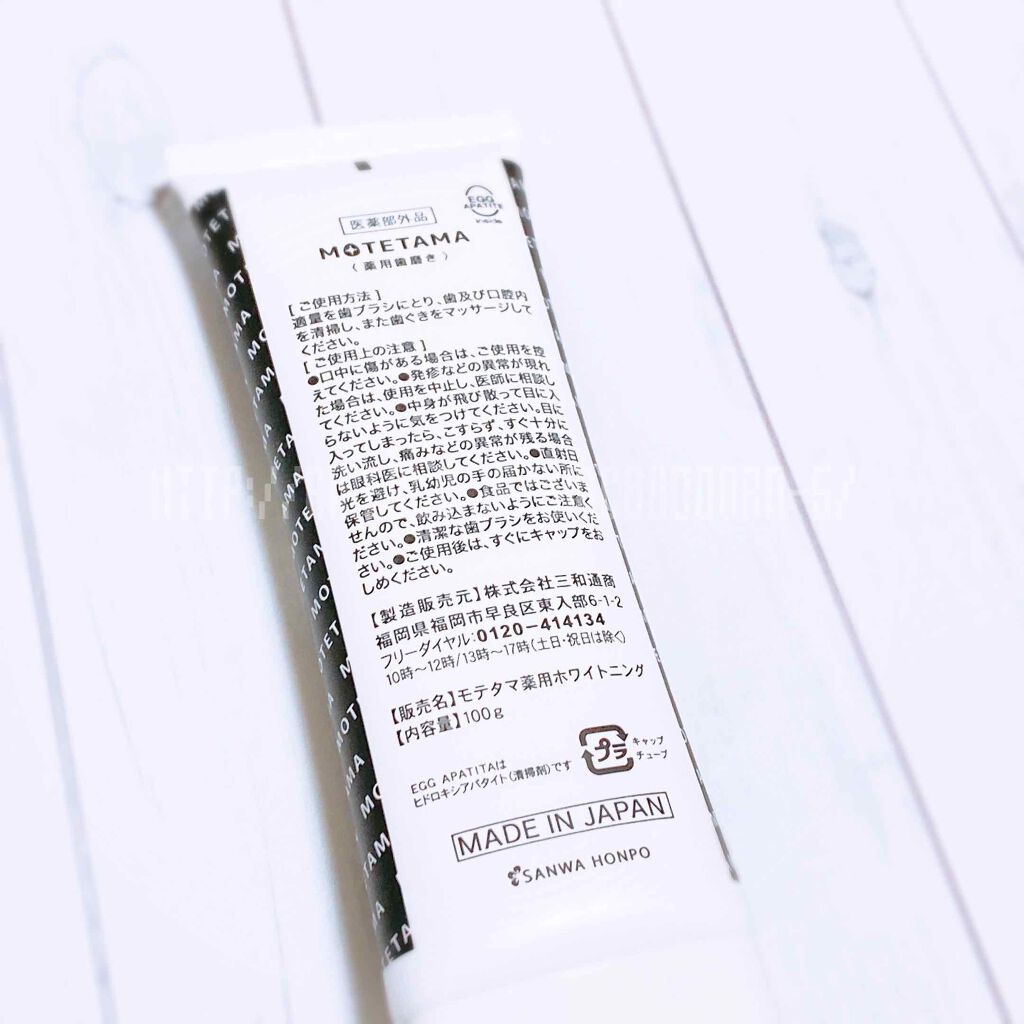 医薬部外品
EGG
APATITE
MOTETAMA
(薬用歯磨き)
[ご使用方法]
適量を歯ブラシにとり、歯及び口腔内
を清掃し、また歯ぐきをマッサージして
ください。
[ご使用上の注意]
●口中に傷がある場合は、ご使用を控
えてください。●発疹などの異常が現れ
た場合は、使用を中止し、医師に相談し
てください。●中身が飛び散って目に入
らないように気をつけてください。目に
入ってしまったら、こすらず、すぐ十分に
洗い流し、痛みなどの異常が残る場合
は眼科医に相談してください。●直射日
光を避け、乳幼児の手の届かない所に
保管してください。●食品ではございま
せんので、飲み込まないようにご注意く
ださい。●清潔な歯ブラシをお使いくだ
さい。●ご使用後は、すぐにキャップをお
しめください。
【製造販売元】株式会社三和通商
福岡県福岡市早良区東入部6-1-2
フリーダイヤル:0120-414134
10時〜12時/13時〜17時(土日・祝日は除く)
【販売名】モテタマ薬用ホワイトニング
【内容量】100g
プラ
キャップ
チューブ
EGG APATITAは
ヒドロキシアパタイト(清掃剤)です
MADE IN JAPAN
SANWA HONPO